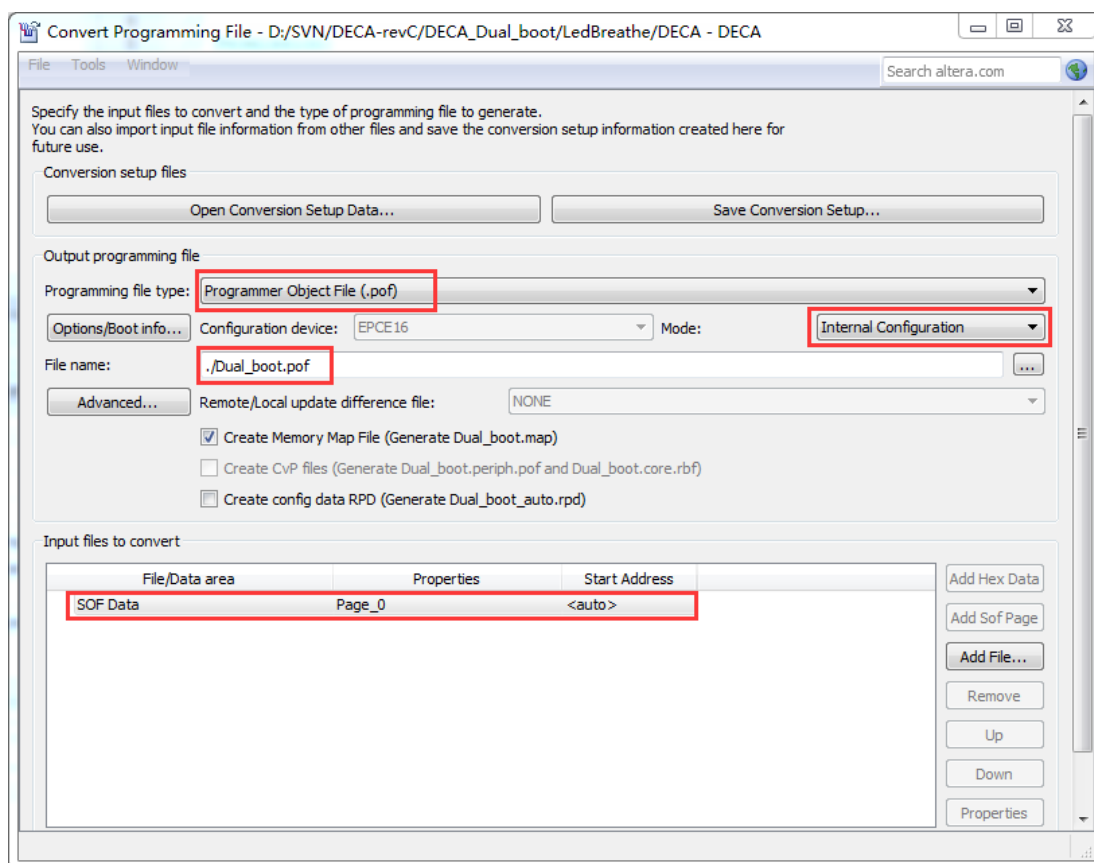 Convert Programming File - D:/SVN/DECA-revC/DECA_Dual_boot/LedBreathe/DECA - DECA
File Tools Window
Search altera.com
Specify the input files to convert and the type of programming file to generate.
You can also import input file information from other files and save the conversion setup information created here for
future use.
Conversion setup files
Open Conversion Setup Data...
Save Conversion Setup...
Output programming file
Programming file type:
Programmer Object File (.pof)
Options/Boot info...
Configuration device:
EPCE16
Mode:
Internal Configuration
File name:
./Dual_boot.pof
...
Advanced...
Remote/Local update difference file:
NONE
Create Memory Map File (Generate Dual_boot.map)
Create CvP files (Generate Dual_boot.periph.pof and Dual_boot.core.rbf)
Create config data RPD (Generate Dual_boot_auto.rpd)
Input files to convert
File/Data area Properties Start Address
SOF Data Page_0 <auto>
Add Hex Data
Add Sof Page
Add File...
Remove
Up
Down
Properties